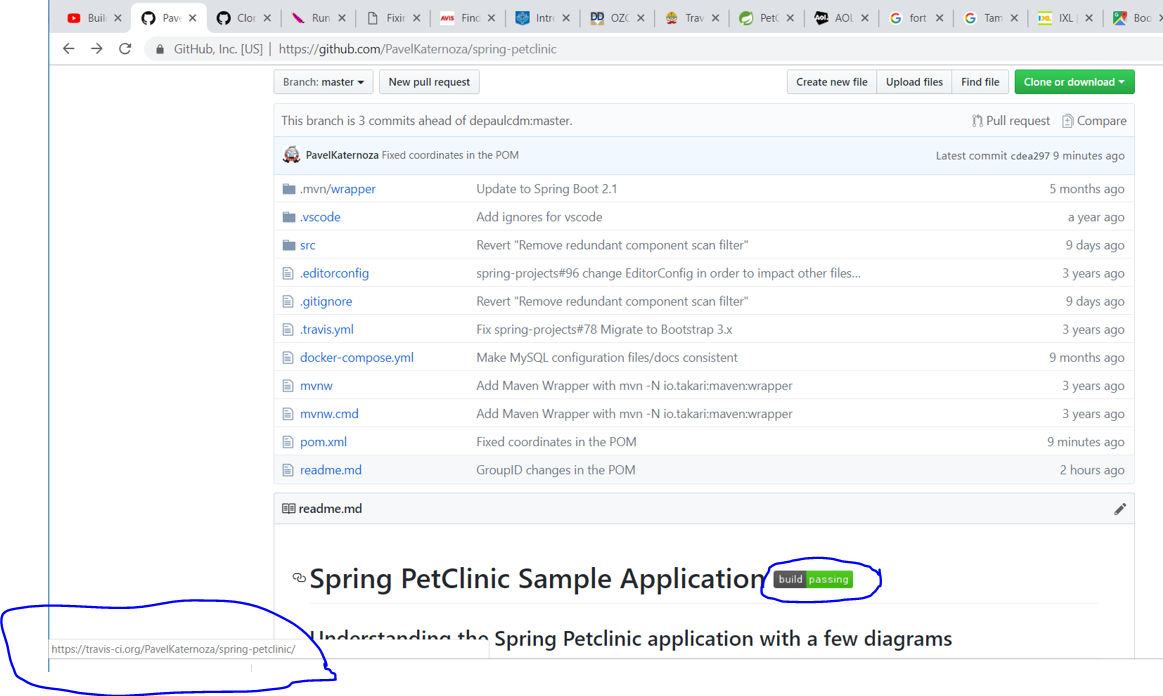 Buil Pave Clor Run Fixir AVIS Finc Intro DD OZC Trav PetC Aol. AOL fort Tam IXL IXL Boo
GitHub, Inc. [US] | https://github.com/PavelKaternoza/spring-petclinic
Branch: master New pull request Create new file Upload files Find file Clone or download
This branch is 3 commits ahead of depaulcdm:master. Pull request Compare
PavelKaternoza Fixed coordinates in the POM Latest commit cdea297 9 minutes ago
.mvn/wrapper Update to Spring Boot 2.1 5 months ago
.vscode Add ignores for vscode a year ago
src Revert "Remove redundant component scan filter" 9 days ago
.editorconfig spring-projects#96 change EditorConfig in order to impact other files... 3 years ago
.gitignore Revert "Remove redundant component scan filter" 9 days ago
.travis.yml Fix spring-projects#78 Migrate to Bootstrap 3.x 3 years ago
docker-compose.yml Make MySQL configuration files/docs consistent 9 months ago
mvnw Add Maven Wrapper with mvn -N io.takari:maven:wrapper 3 years ago
mvnw.cmd Add Maven Wrapper with mvn -N io.takari:maven:wrapper 3 years ago
pom.xml Fixed coordinates in the POM 9 minutes ago
readme.md GroupID changes in the POM 2 hours ago
readme.md
Spring PetClinic Sample Application build passing
Understanding the Spring Petclinic application with a few diagrams
https://travis-ci.org/PavelKaternoza/spring-petclinic/